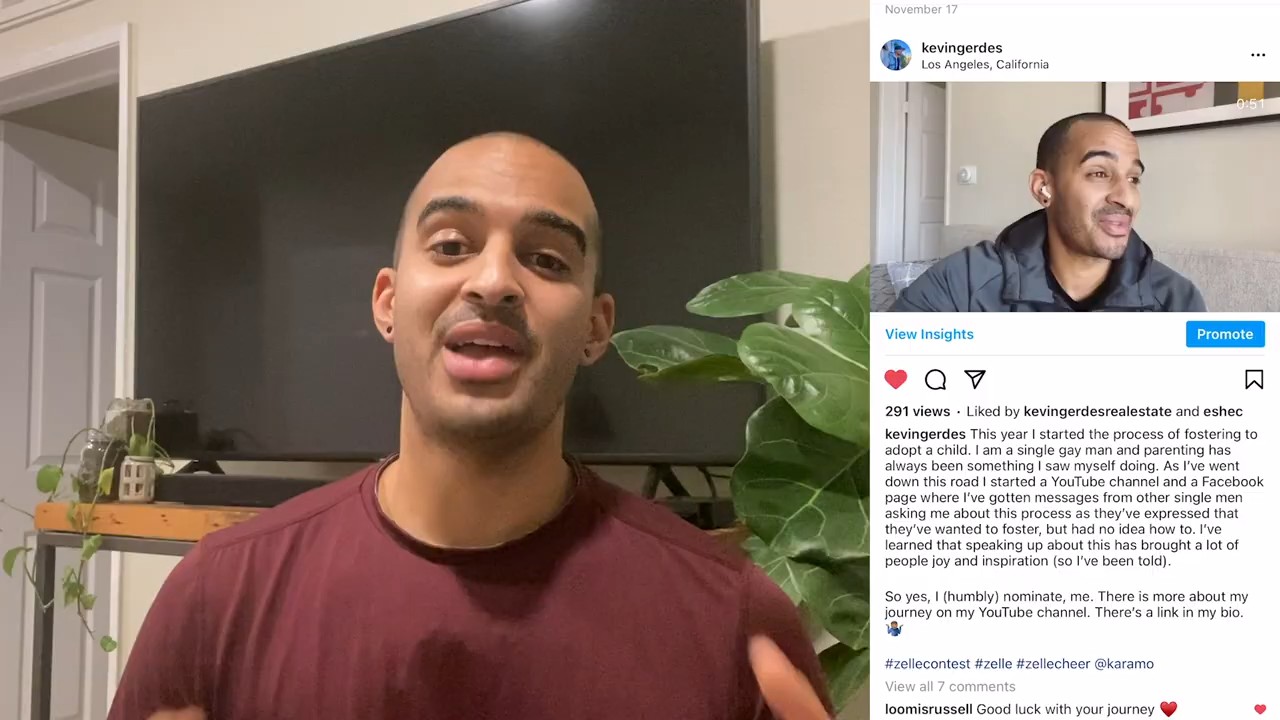 November 17
kevingerdes
Los Angeles, California
0:51
View Insights
Promote
291 views · Liked by kevingerdesrealestate and eshec
kevingerdes This year I started the process of fostering to
adopt a child. I am a single gay man and parenting has
always been something I saw myself doing. As I've went
down this road I started a YouTube channel and a Facebook
page where I've gotten messages from other single men
asking me about this process as they've expressed that
they've wanted to foster, but had no idea how to. I've
learned that speaking up about this has brought a lot of
people joy and inspiration (so I've been told).
So yes, I (humbly) nominate, me. There is more about my
journey on my YouTube channel. There's a link in my bio.
#zellecontest #zelle #zellecheer @karamo
View all 7 comments
loomisrussell Good luck with your journey